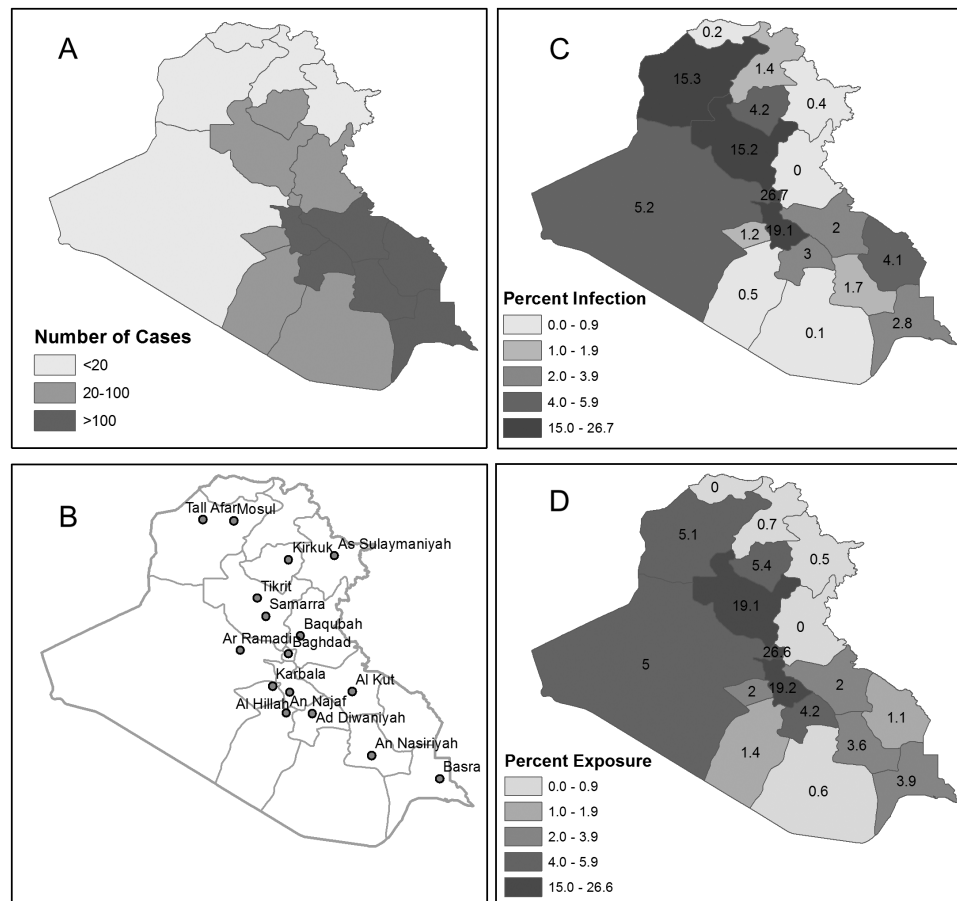 A
Number of Cases
<20
20-100
>100
C
0.2
15.3
1.4
4.2
0.4
15.2
0
26.7
5.2
1.2
19.1
2
3
4.1
0.5
1.7
0.1
2.8
Percent Infection
0.0 - 0.9
1.0 - 1.9
2.0 - 3.9
4.0 - 5.9
15.0 - 26.7
B
Tall Afar
Mosul
Kirkuk
As Sulaymaniyah
Tikrit
Samarra
Baqubah
Ar Ramadi
Baghdad
Karbala
Al Kut
An Najaf
Al Hillah
Ad Diwaniyah
An Nasiriyah
Basra
D
0
5.1
0.7
5.4
0.5
19.1
0
26.6
5
2
19.2
2
4.2
1.1
1.4
3.6
0.6
3.9
Percent Exposure
0.0 - 0.9
1.0 - 1.9
2.0 - 3.9
4.0 - 5.9
15.0 - 26.6